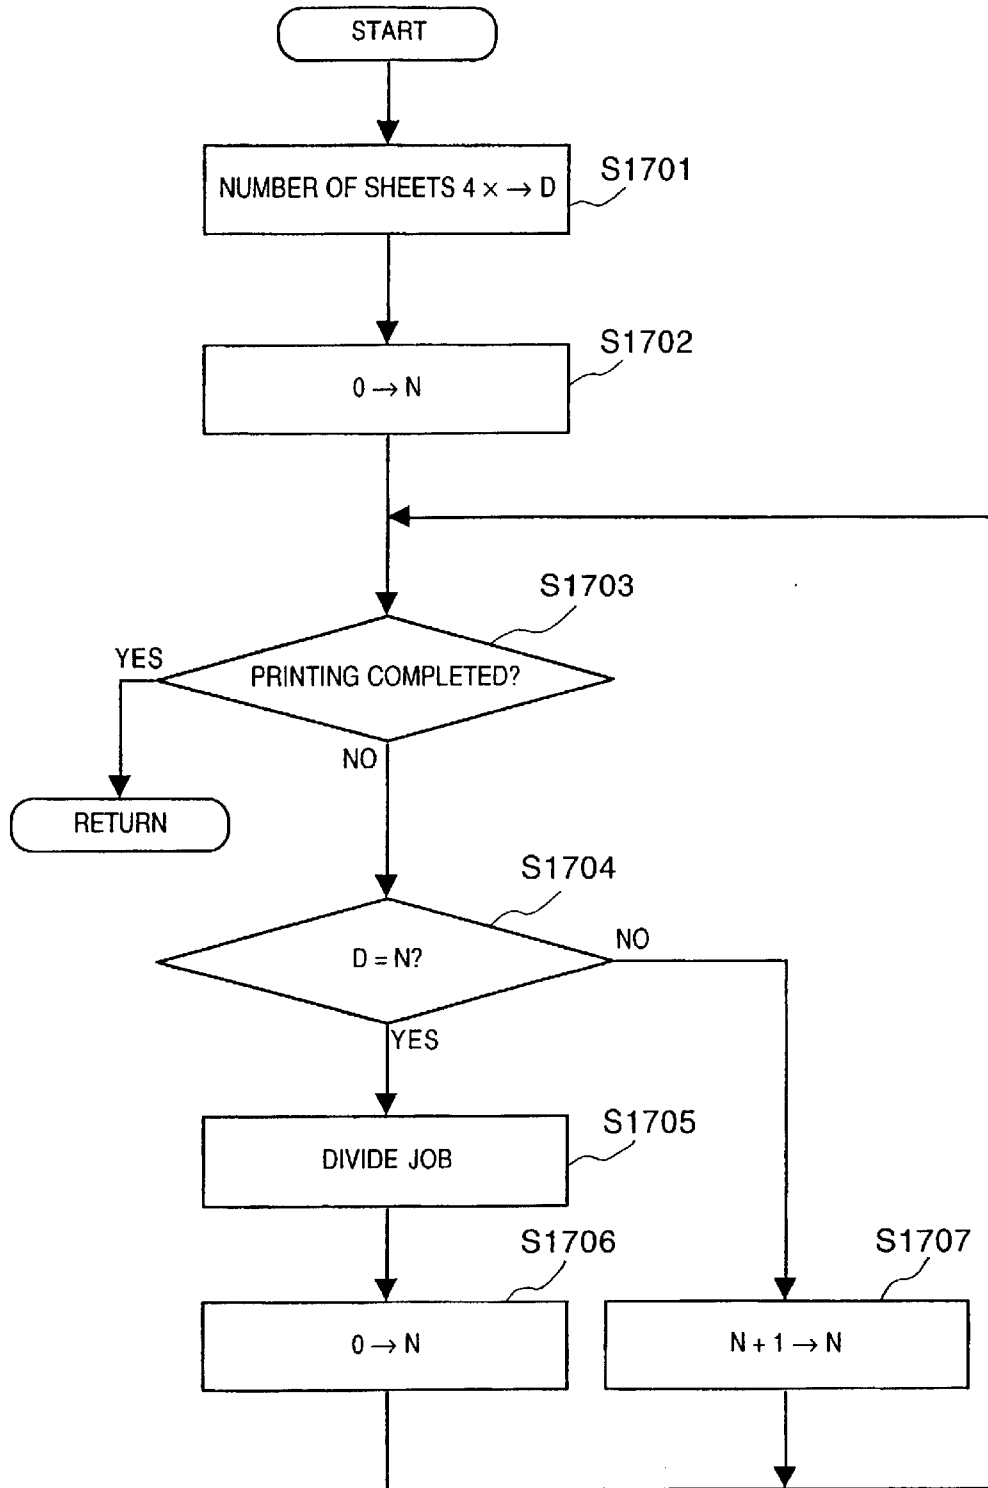 START
NUMBER OF SHEETS 4 × → D
S1701
0 → N
S1702
S1703
PRINTING COMPLETED?
YES
NO
RETURN
S1704
D = N?
NO
YES
DIVIDE JOB
S1705
S1706
0 → N
S1707
N + 1 → N